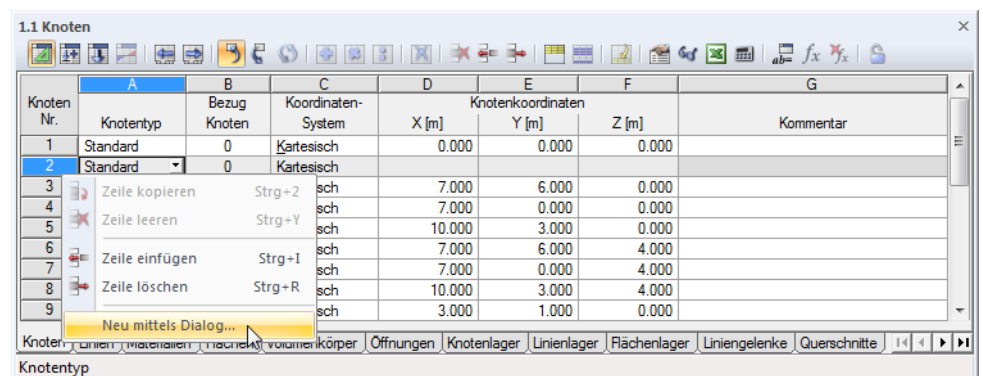 1.1 Knoten
A B C D E F G
Knoten Bezug Koordinaten- Knotenkoordinaten
Nr. Knotentyp Knoten System X [m] Y [m] Z [m] Kommentar
1 Standard 0 Kartesisch 0.000 0.000 0.000
2 Standard 0 Kartesisch
3 sch 7.000 6.000 0.000
4 Zeile kopieren Strg+2 sch 7.000 0.000 0.000
5 Zeile leeren Strg+Y sch 10.000 3.000 0.000
6 sch 7.000 6.000 4.000
7 Zeile einfügen Strg+I sch 7.000 0.000 4.000
8 Zeile löschen Strg+R sch 10.000 3.000 4.000
9 sch 3.000 1.000 0.000
Neu mittels Dialog...
Knoten Linien Materialien Flächen Volumenkörper Öffnungen Knotenlager Linienlager Flächenlager Liniengelenke Querschnitte
Knotentyp